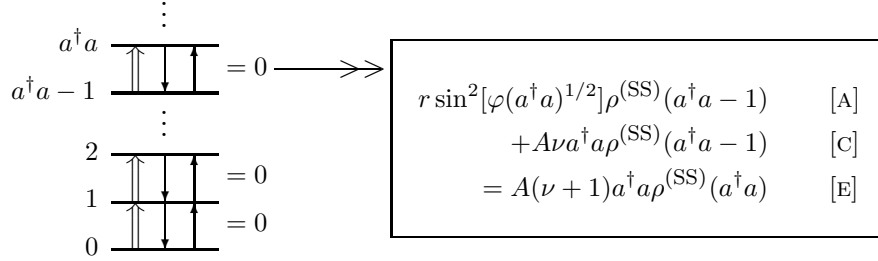 ⋮
a†a
= 0
a†a − 1
⋮
2
= 0
1
= 0
0
r sin²[φ(a†a)^{1/2}]ρ^{(SS)}(a†a − 1) [A]
+Aνa†aρ^{(SS)}(a†a − 1) [C]
= A(ν + 1)a†aρ^{(SS)}(a†a) [E]